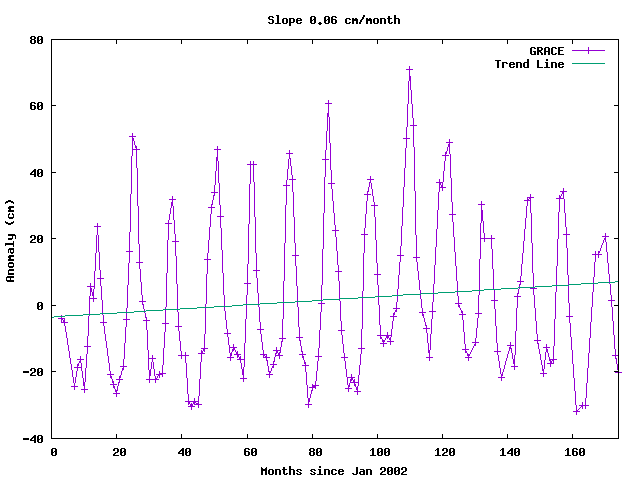 Slope 0.06 cm/month
GRACE
Trend Line
80
60
40
20
0
-20
-40
Anomaly (cm)
0 20 40 60 80 100 120 140 160
Months since Jan 2002